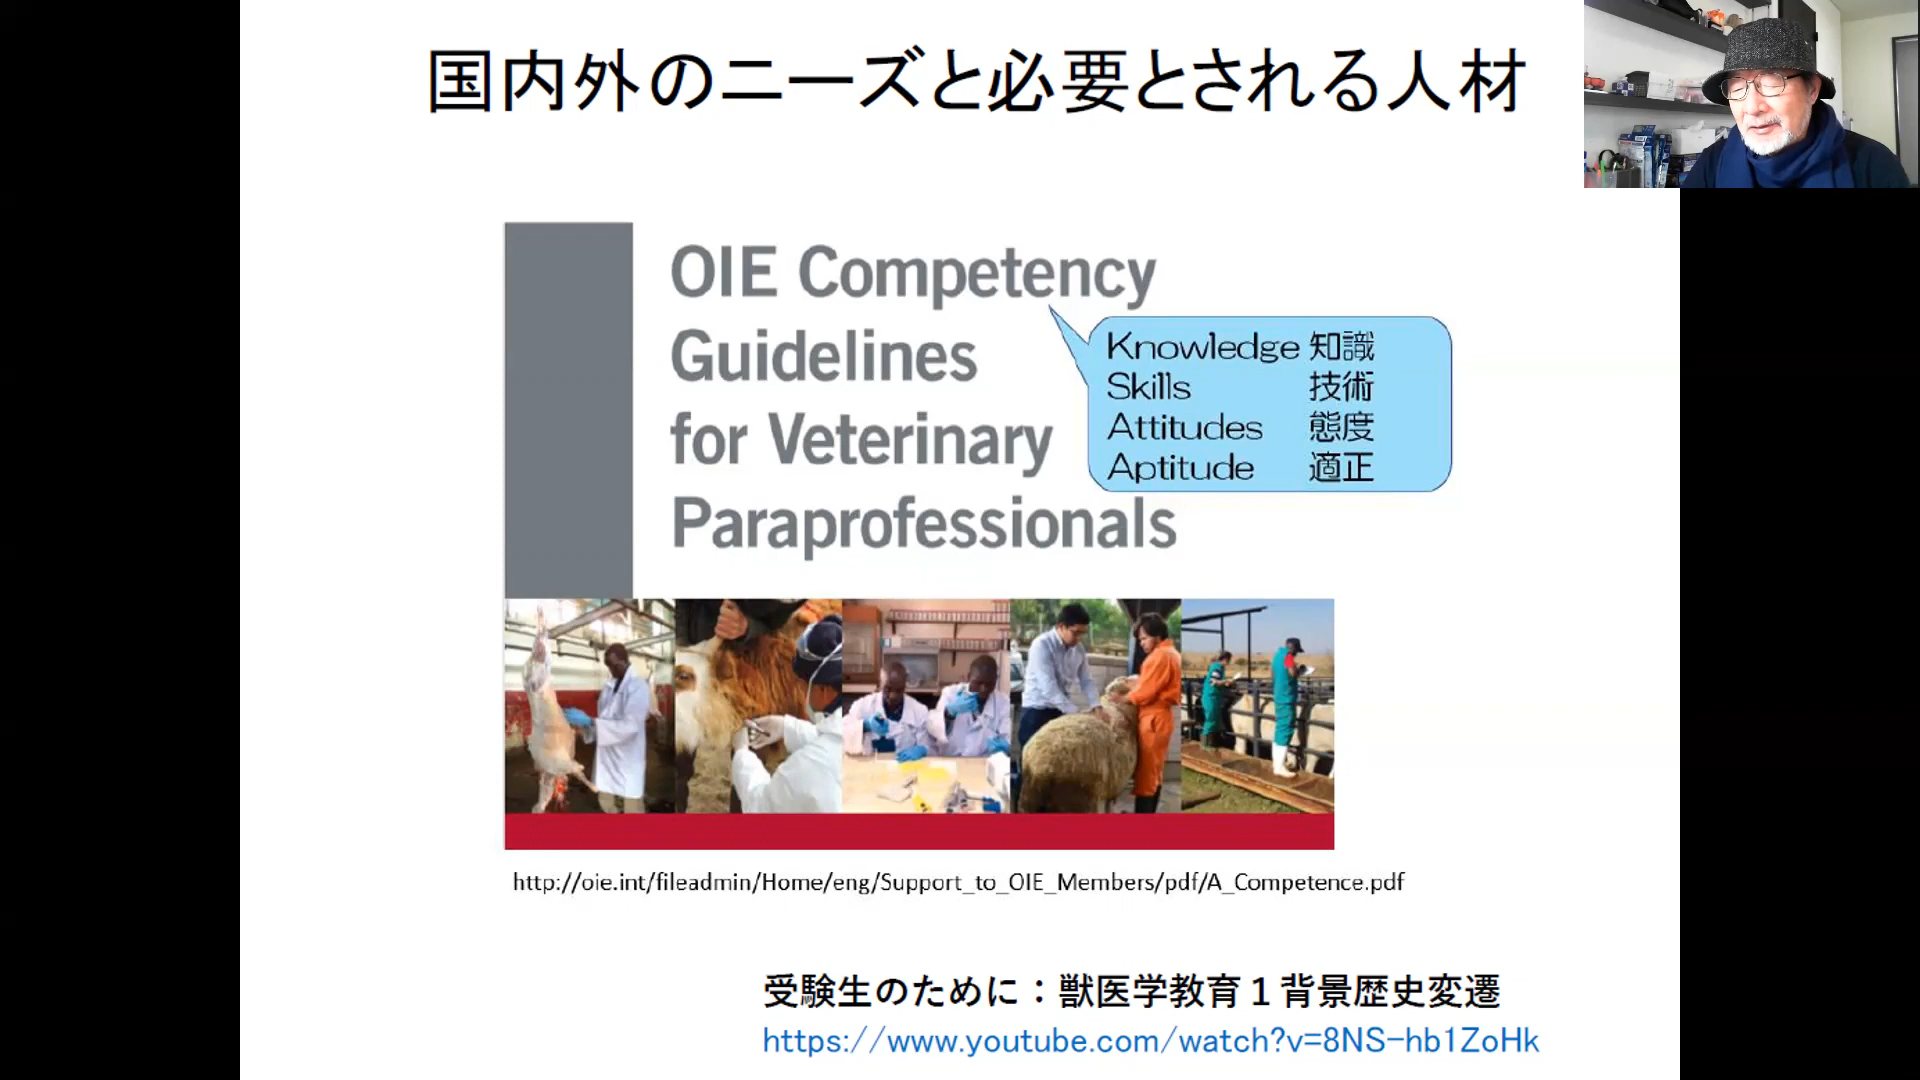 国内外のニーズと必要とされる人材
OIE Competency
Guidelines
for Veterinary
Paraprofessionals
Knowledge 知識
Skills 技術
Attitudes 態度
Aptitude 適正
http://oie.int/fileadmin/Home/eng/Support_to_OIE_Members/pdf/A_Competence.pdf
受験生のために：獣医学教育１背景歴史変遷
https://www.youtube.com/watch?v=8NS-hb1ZoHk